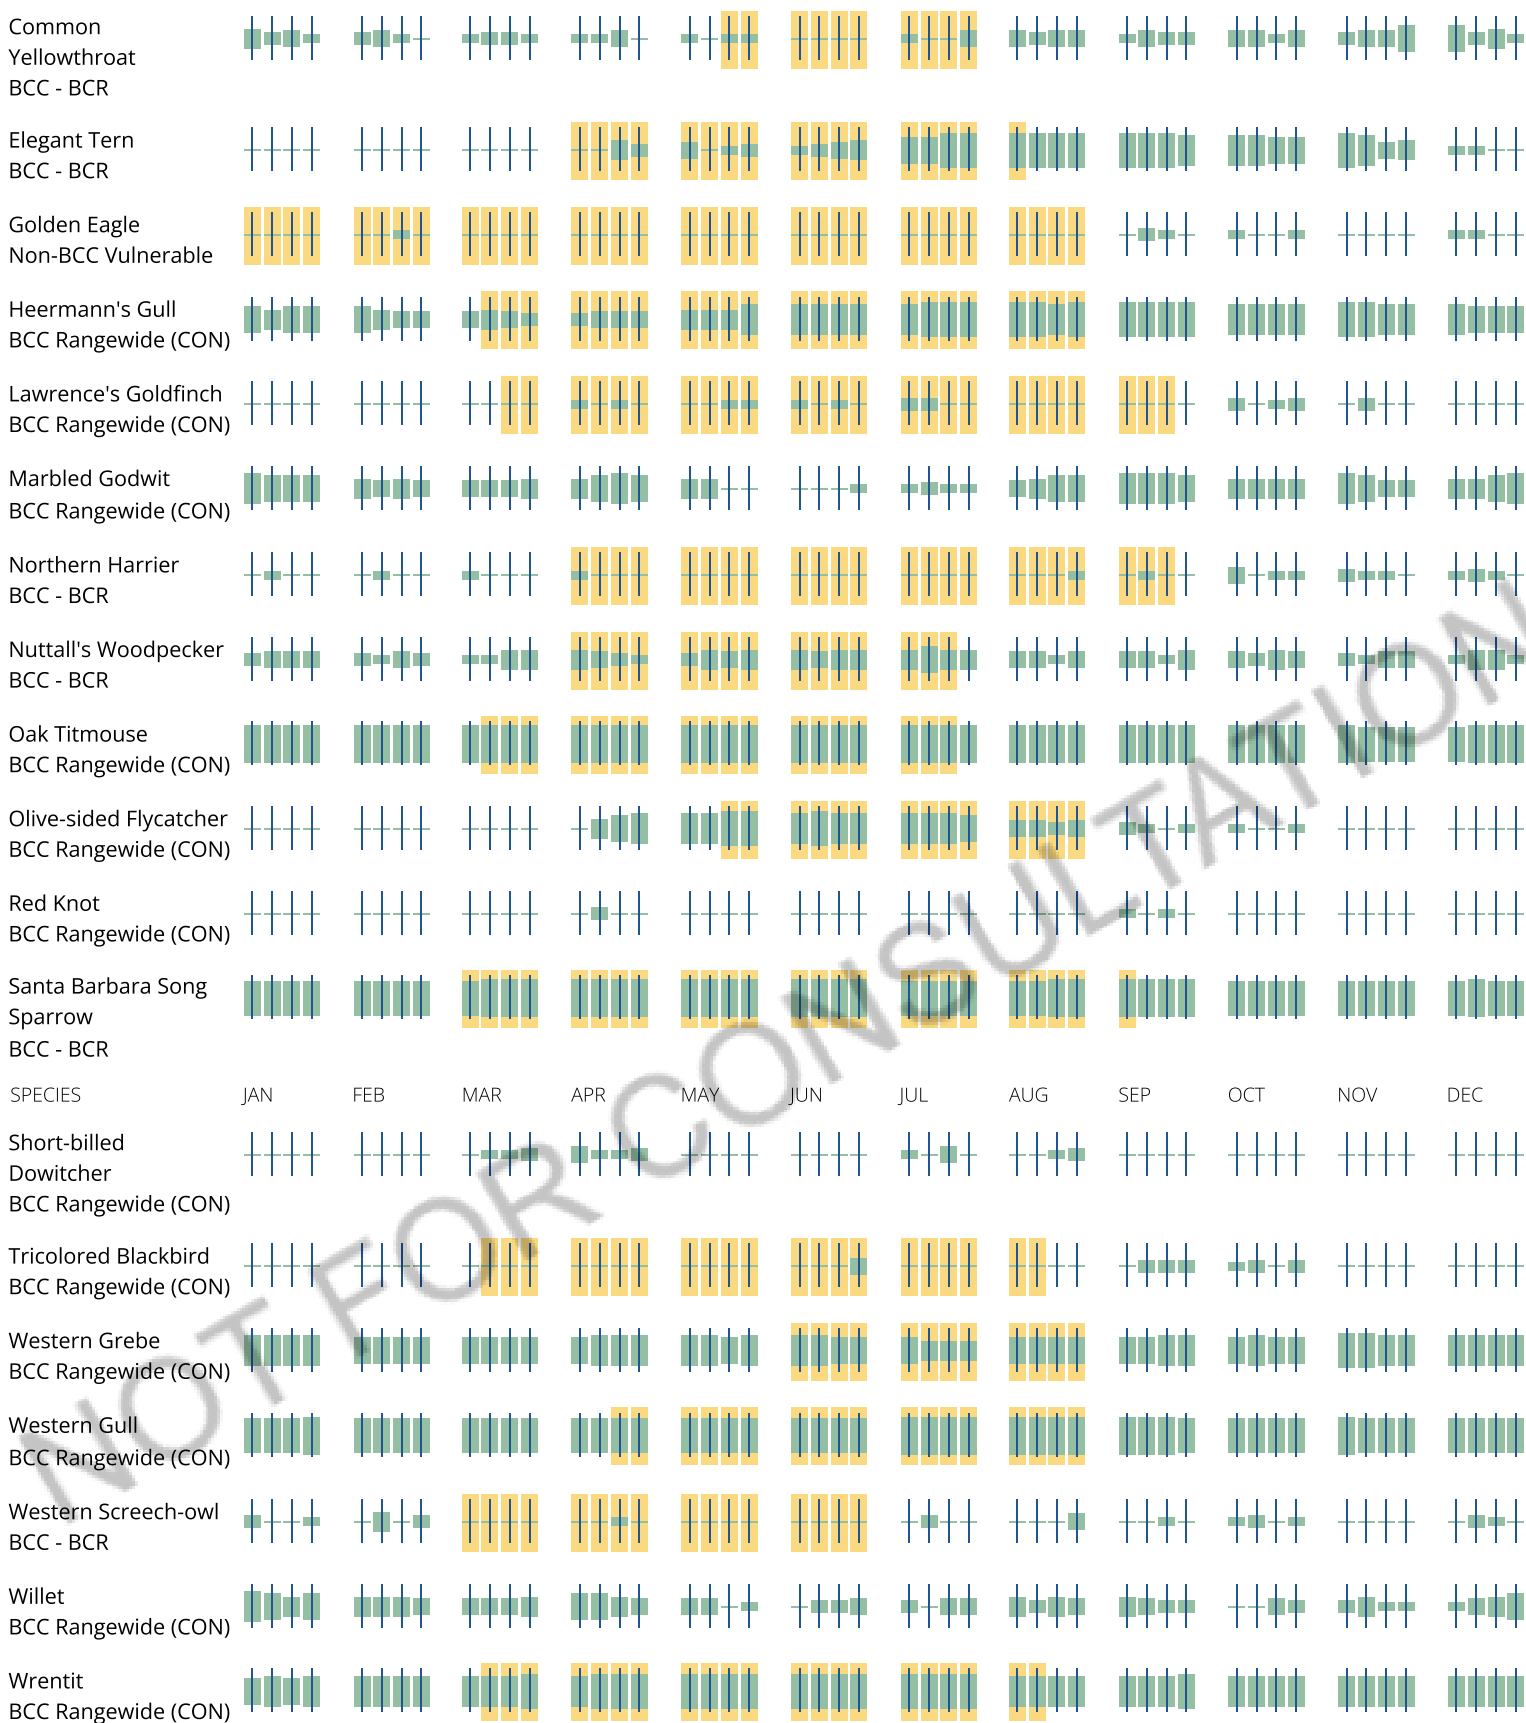 Common
Yellowthroat
BCC - BCR
Elegant Tern
BCC - BCR
Golden Eagle
Non-BCC Vulnerable
Heermann's Gull
BCC Rangewide (CON)
Lawrence's Goldfinch
BCC Rangewide (CON)
Marbled Godwit
BCC Rangewide (CON)
Northern Harrier
BCC - BCR
Nuttall's Woodpecker
BCC - BCR
Oak Titmouse
BCC Rangewide (CON)
Olive-sided Flycatcher
BCC Rangewide (CON)
Red Knot
BCC Rangewide (CON)
Santa Barbara Song
Sparrow
BCC - BCR
SPECIES JAN FEB MAR APR MAY JUN JUL AUG SEP OCT NOV DEC
Short-billed
Dowitcher
BCC Rangewide (CON)
Tricolored Blackbird
BCC Rangewide (CON)
Western Grebe
BCC Rangewide (CON)
Western Gull
BCC Rangewide (CON)
Western Screech-owl
BCC - BCR
Willet
BCC Rangewide (CON)
Wrentit
BCC Rangewide (CON)
NOT FOR CONSULTATION